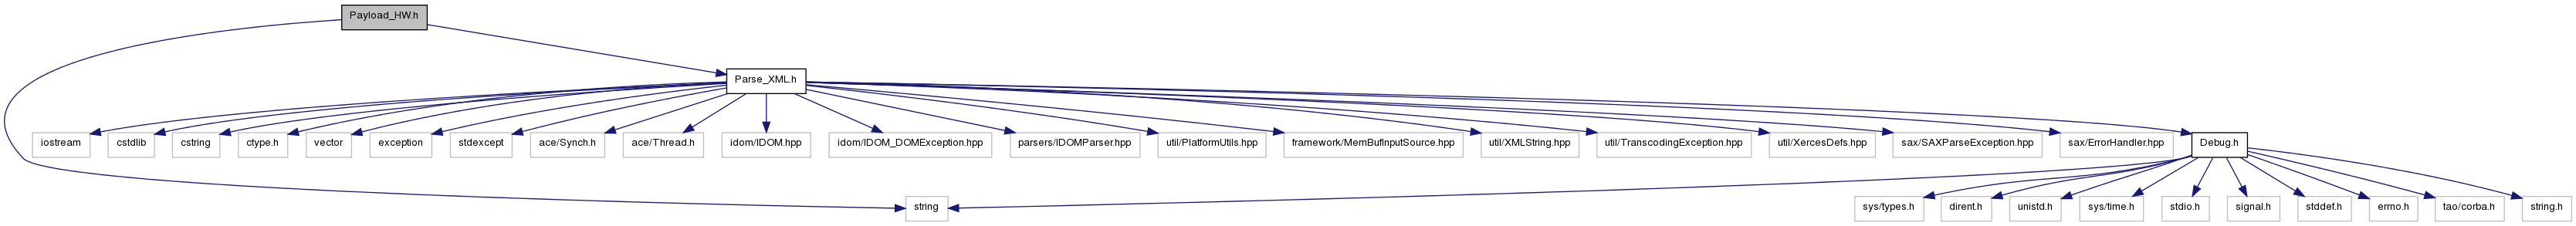 Payload_HW.h
Parse_XML.h
iostream
cstdlib
cstring
ctype.h
vector
exception
stdexcept
ace/Synch.h
ace/Thread.h
idom/IDOM.hpp
idom/IDOM_DOMException.hpp
parsers/IDOMParser.hpp
util/PlatformUtils.hpp
framework/MemBufInputSource.hpp
util/XMLString.hpp
util/TranscodingException.hpp
util/XercesDefs.hpp
sax/SAXParseException.hpp
sax/ErrorHandler.hpp
Debug.h
string
sys/types.h
dirent.h
unistd.h
sys/time.h
stdio.h
signal.h
stddef.h
errno.h
tao/corba.h
string.h